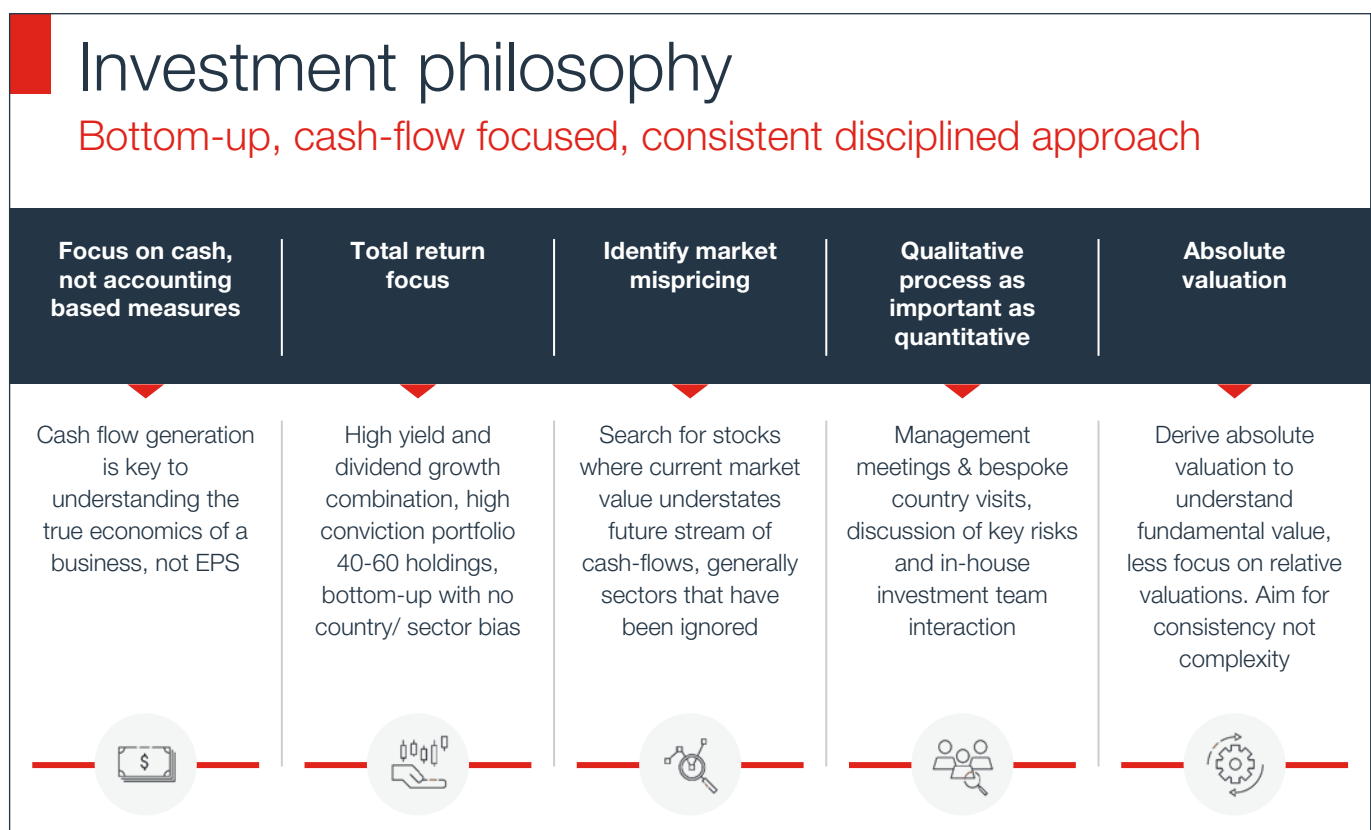 Investment philosophy
Bottom-up, cash-flow focused, consistent disciplined approach
Focus on cash,
not accounting
based measures
Total return
focus
Identify market
mispricing
Qualitative
process as
important as
quantitative
Absolute
valuation
Cash flow generation
is key to
understanding the
true economics of a
business, not EPS
High yield and
dividend growth
combination, high
conviction portfolio
40-60 holdings,
bottom-up with no
country/ sector bias
Search for stocks
where current market
value understates
future stream of
cash-flows, generally
sectors that have
been ignored
Management
meetings & bespoke
country visits,
discussion of key risks
and in-house
investment team
interaction
Derive absolute
valuation to
understand
fundamental value,
less focus on relative
valuations. Aim for
consistency not
complexity
$